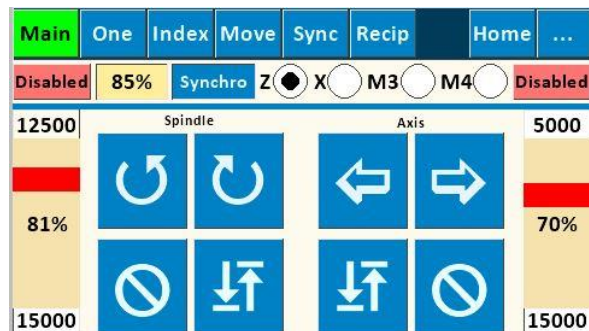 Main One Index Move Sync Recip Home ...
Disabled 85% Synchro Z X M3 M4 Disabled
12500 Spindle Axis 5000
81% 70%
15000 15000